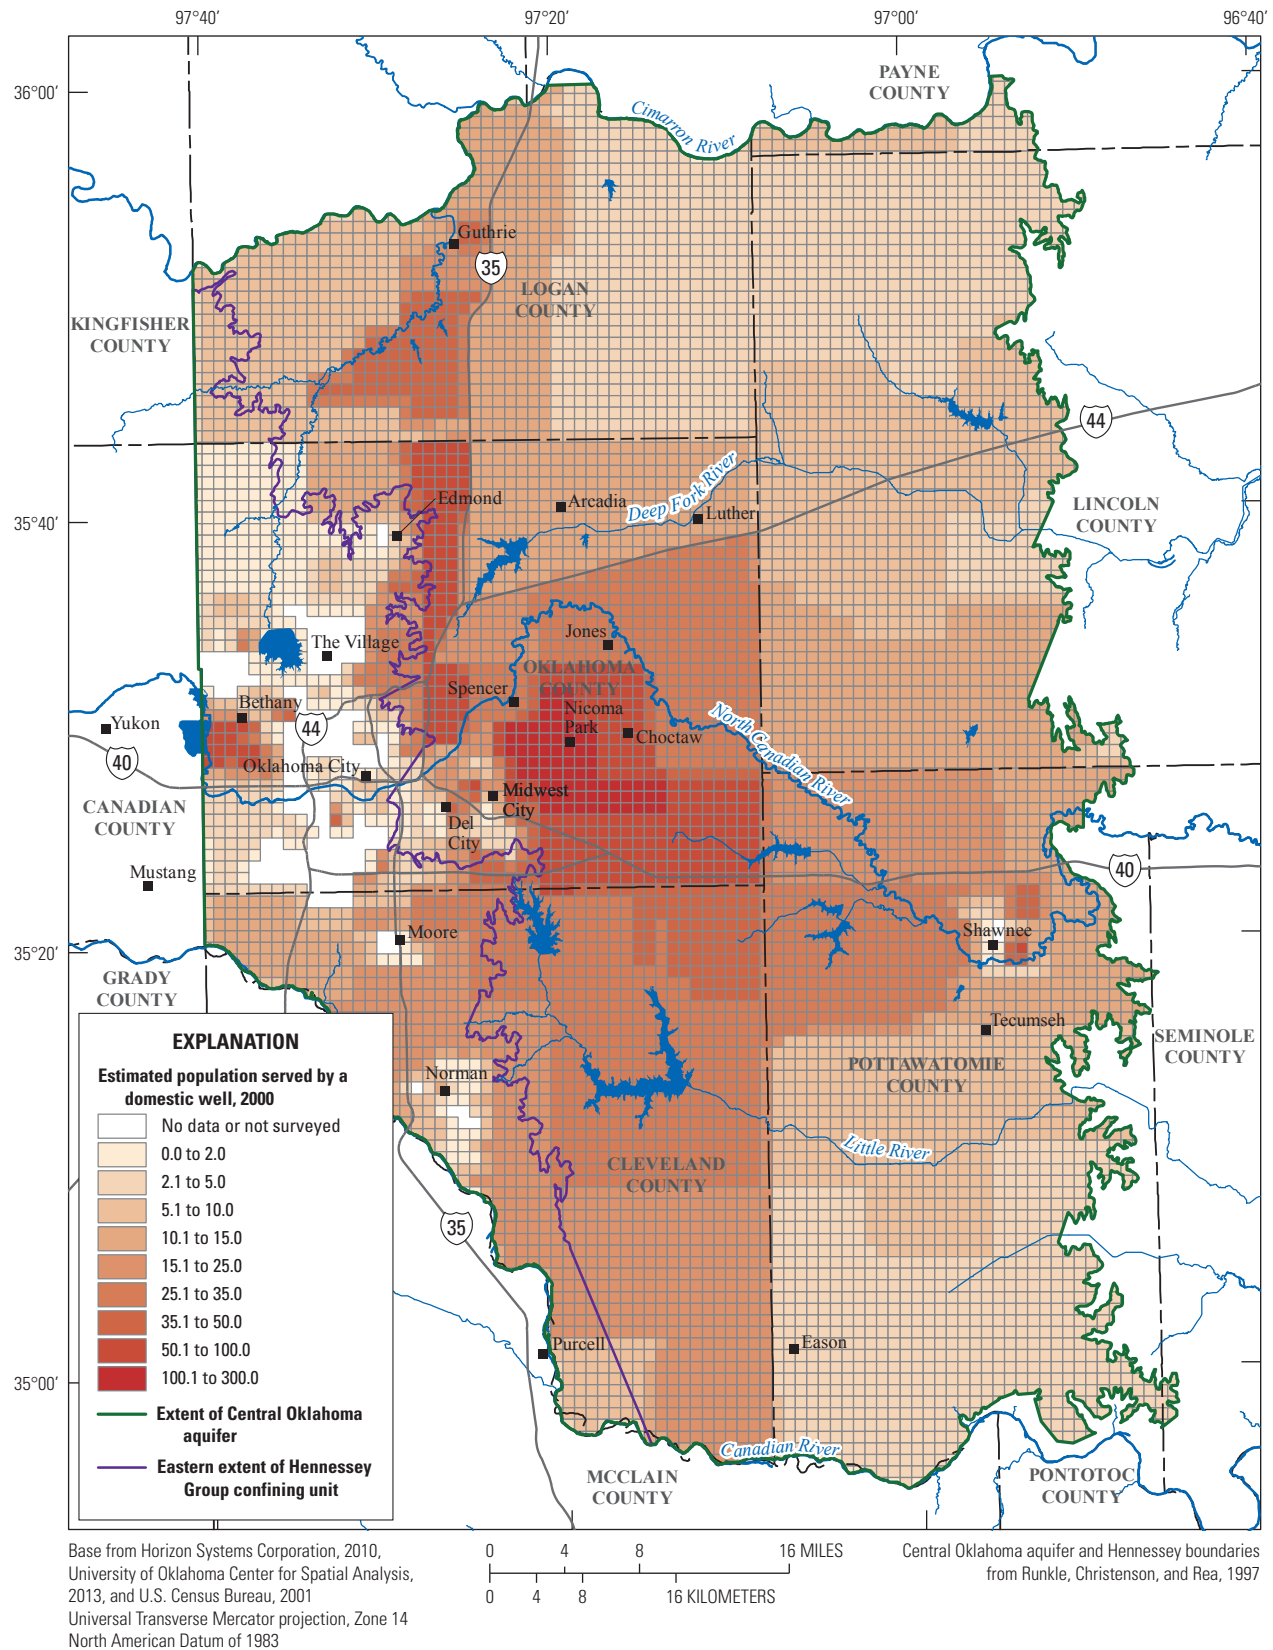 97°40'
97°20'
97°00'
96°40'
36°00'
35°40'
35°20'
35°00'
PAYNE
COUNTY
Cimarron River
Guthrie
35
LOGAN
COUNTY
KINGFISHER
COUNTY
44
Edmond
Arcadia
Deep Fork River
Luther
LINCOLN
COUNTY
The Village
Jones
OKLAHOMA
COUNTY
Spencer
Bethany
Nicoma
Park
North Canadian River
Yukon
44
Choctaw
40
Oklahoma City
Midwest
City
CANADIAN
COUNTY
Del
City
Mustang
40
Moore
Shawnee
GRADY
COUNTY
Tecumseh
SEMINOLE
COUNTY
POTTAWATOMIE
COUNTY
Norman
Little River
CLEVELAND
COUNTY
35
Purcell
Eason
Canadian River
MCCLAIN
COUNTY
PONTOTOC
COUNTY
EXPLANATION
Estimated population served by a
domestic well, 2000
No data or not surveyed
0.0 to 2.0
2.1 to 5.0
5.1 to 10.0
10.1 to 15.0
15.1 to 25.0
25.1 to 35.0
35.1 to 50.0
50.1 to 100.0
100.1 to 300.0
Extent of Central Oklahoma
aquifer
Eastern extent of Hennessey
Group confining unit
Base from Horizon Systems Corporation, 2010,
University of Oklahoma Center for Spatial Analysis,
2013, and U.S. Census Bureau, 2001
Universal Transverse Mercator projection, Zone 14
North American Datum of 1983
0 4 8 16 MILES
0 4 8 16 KILOMETERS
Central Oklahoma aquifer and Hennessey boundaries
from Runkle, Christenson, and Rea, 1997